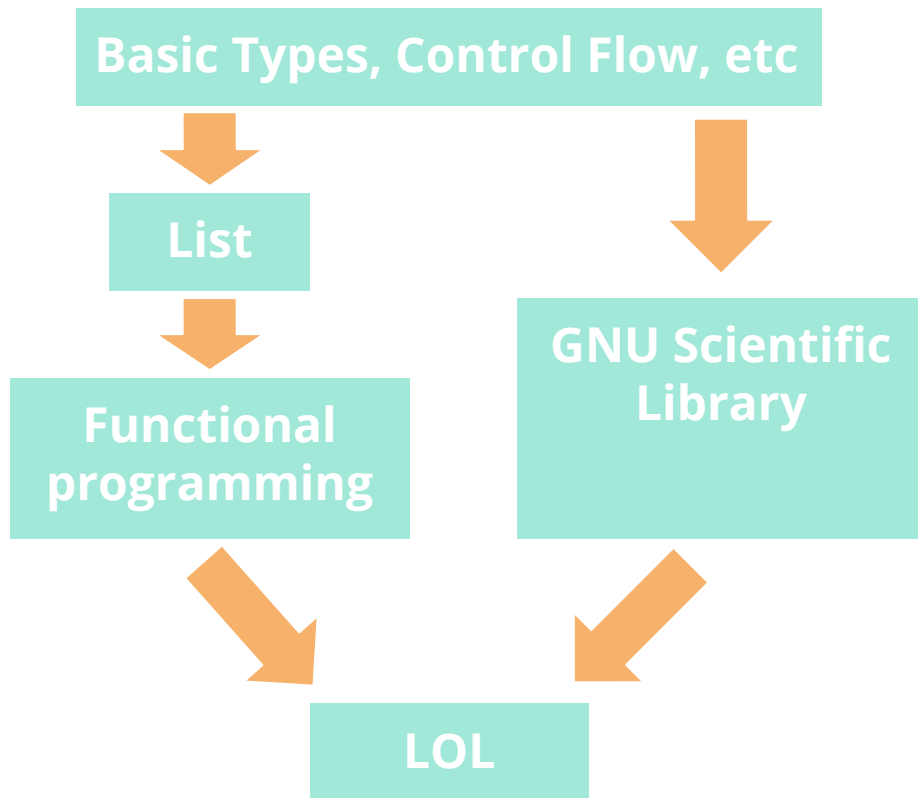 Basic Types, Control Flow, etc
List
GNU Scientific
Library
Functional
programming
LOL